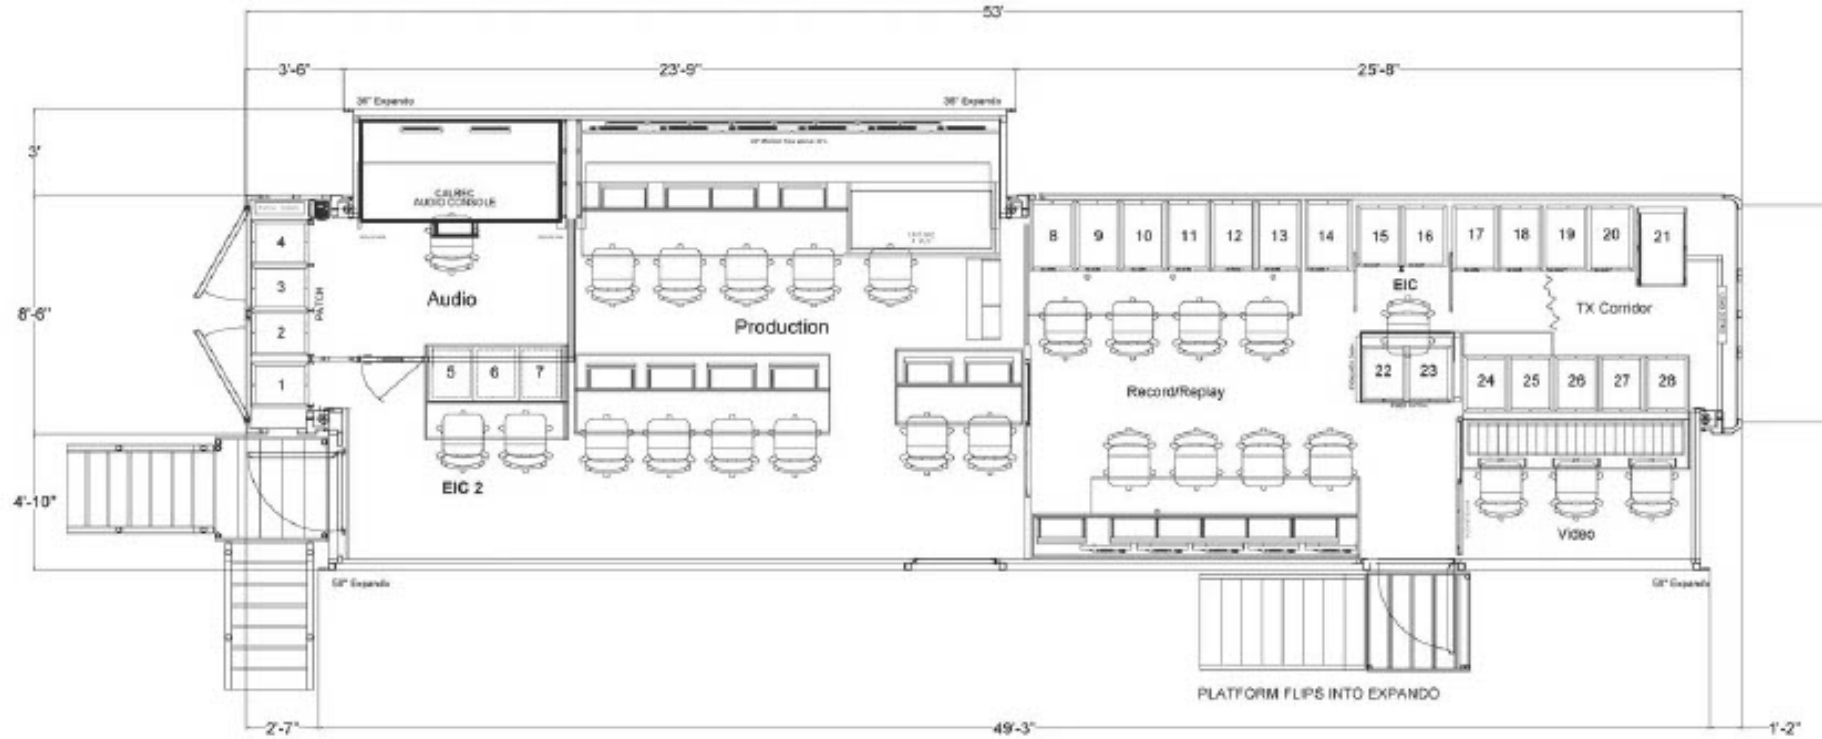 53'
3'-6"
23'-9"
25'-8"
36" Expando
36" Expando
3'
CALREC
AUDIO CONSOLE
4
3
2
1
PATCH
8'-6"
Audio
Production
8
9
10
11
12
13
14
15
16
17
18
19
20
21
EIC
TX Corridor
5
6
7
22
23
24
25
26
27
28
Record/Replay
EIC 2
4'-10"
Video
58" Expando
58" Expando
PLATFORM FLIPS INTO EXPANDO
2'-7"
49'-3"
1'-2"